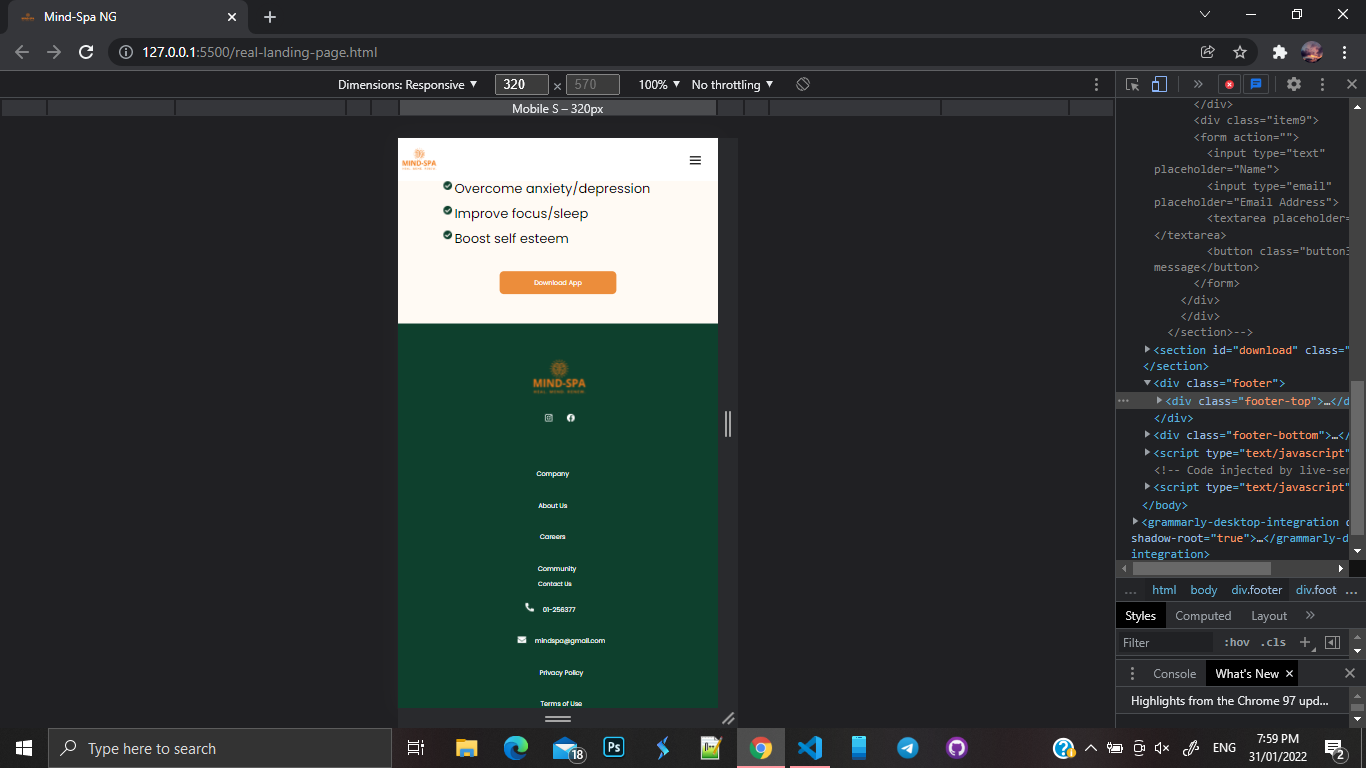 Mind-Spa NG
127.0.0.1:5500/real-landing-page.html
Dimensions: Responsive 320 × 570 100% No throttling
Mobile S – 320px
MIND-SPA
Overcome anxiety/depression
Improve focus/sleep
Boost self esteem
Download App
MIND-SPA
REAL. MIND. RENEW.
Company
About Us
Careers
Community
Contact Us
01-256377
mindspa@gmail.com
Privacy Policy
Terms of Use
</div>
<div class="item9">
<form action="">
<input type="text"
placeholder="Name">
<input type="email"
placeholder="Email Address">
<textarea placeholder=
</textarea>
<button class="button3
message</button>
</form>
</div>
</div>
</section>-->
<section id="download" class="
</section>
<div class="footer">
<div class="footer-top">…</d
</div>
<div class="footer-bottom">…</
<script type="text/javascript"
<!-- Code injected by live-ser
<script type="text/javascript"
</body>
<grammarly-desktop-integration
shadow-root="true">…</grammarly-d
integration>
... html body div.footer div.foot ...
Styles Computed Layout
Filter :hov .cls +
Console What's New
Highlights from the Chrome 97 upd...
Type here to search
Ps
18
ENG
7:59 PM
31/01/2022
2